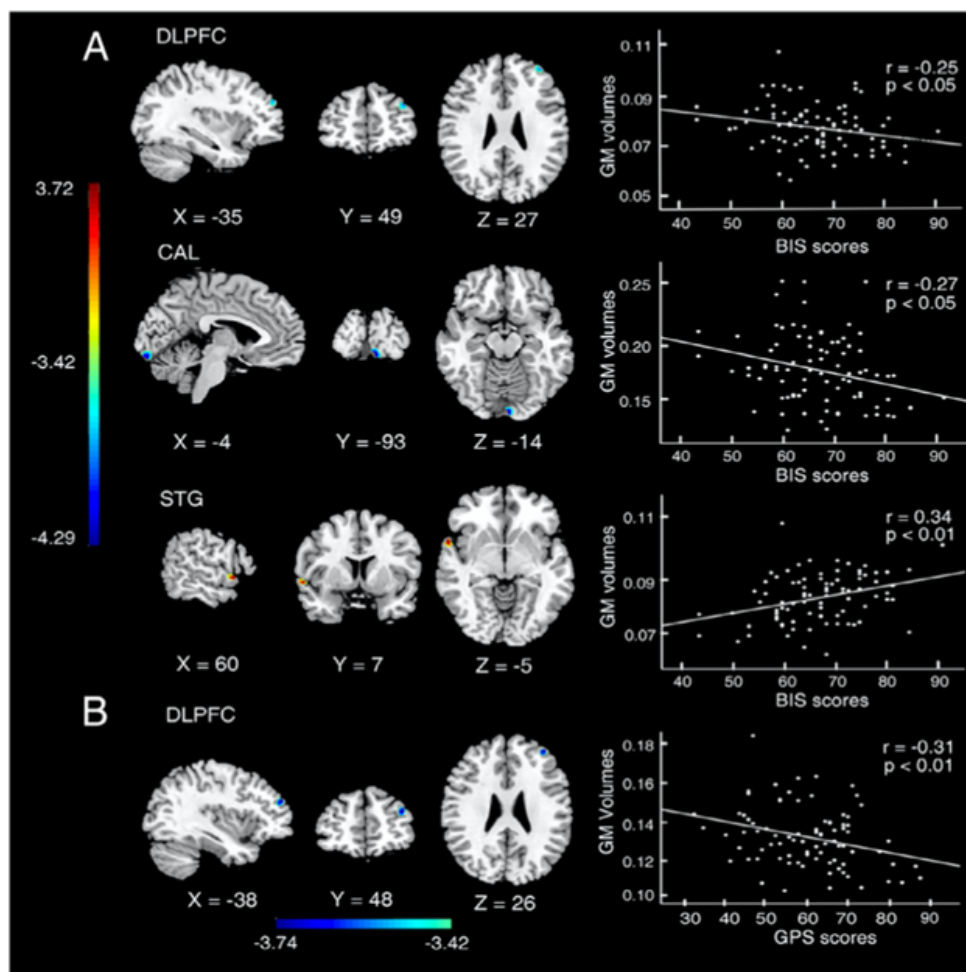 A
DLPFC
X = -35
Y = 49
Z = 27
0.11
0.09
0.07
0.05
GM volumes
r = -0.25
p < 0.05
40 50 60 70 80 90
BIS scores
3.72
-3.42
-4.29
CAL
X = -4
Y = -93
Z = -14
0.25
0.20
0.15
GM volumes
r = -0.27
p < 0.05
40 50 60 70 80 90
BIS scores
STG
X = 60
Y = 7
Z = -5
0.11
0.09
0.07
GM volumes
r = 0.34
p < 0.01
40 50 60 70 80 90
BIS scores
B
DLPFC
X = -38
Y = 48
Z = 26
-3.74
-3.42
0.18
0.16
0.14
0.12
0.10
GM Volumes
r = -0.31
p < 0.01
30 40 50 60 70 80 90
GPS scores